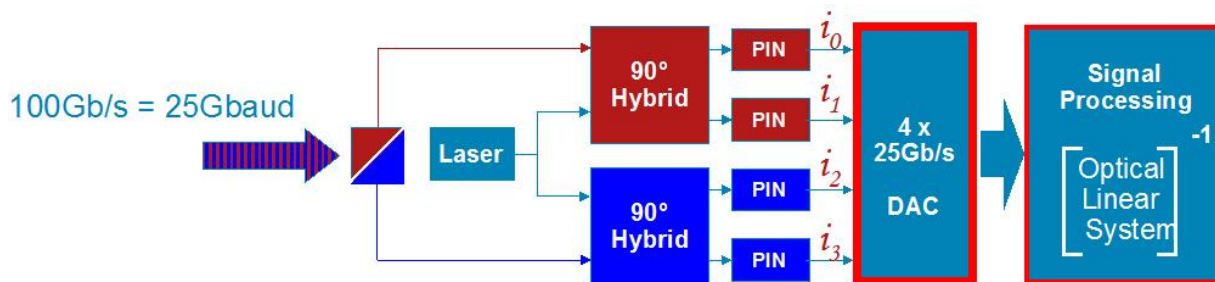 100Gb/s = 25Gbaud
Laser
90°
Hybrid
90°
Hybrid
PIN
PIN
PIN
PIN
i0
i1
i2
i3
4 x
25Gb/s
DAC
Signal
Processing
-1
Optical
Linear
System